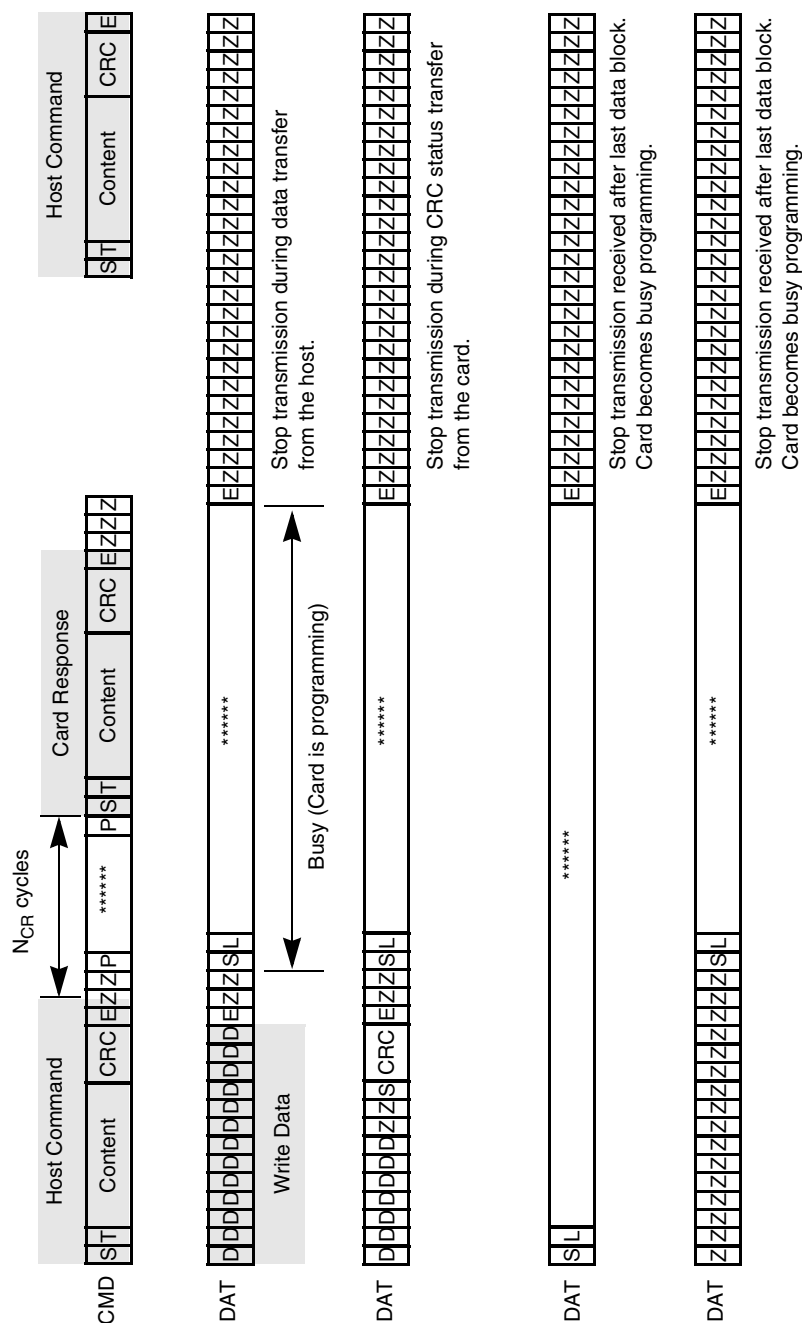 Host Command
N_CR cycles
Card Response
Host Command
CMD S T Content CRC E Z Z P ****** P S T Content CRC E Z Z Z S T Content CRC E
DAT D D D D D D D D D D D D D E Z Z S L ****** E Z Z Z Z Z Z Z Z Z Z Z Z Z Z Z Z Z Z Z Z Z Z Z Z Z Z
Write Data
Busy (Card is programming)
Stop transmission during data transfer
from the host.
DAT D D D D D D D Z Z S CRC E Z Z S L ****** E Z Z Z Z Z Z Z Z Z Z Z Z Z Z Z Z Z Z Z Z Z Z Z Z Z Z
Stop transmission during CRC status transfer
from the card.
DAT S L ****** E Z Z Z Z Z Z Z Z Z Z Z Z Z Z Z Z Z Z Z Z Z Z Z Z Z Z
Stop transmission received after last data block.
Card becomes busy programming.
DAT Z Z Z Z Z Z Z Z Z Z Z Z Z Z Z Z S L ****** E Z Z Z Z Z Z Z Z Z Z Z Z Z Z Z Z Z Z Z Z Z Z Z Z Z Z
Stop transmission received after last data block.
Card becomes busy programming.